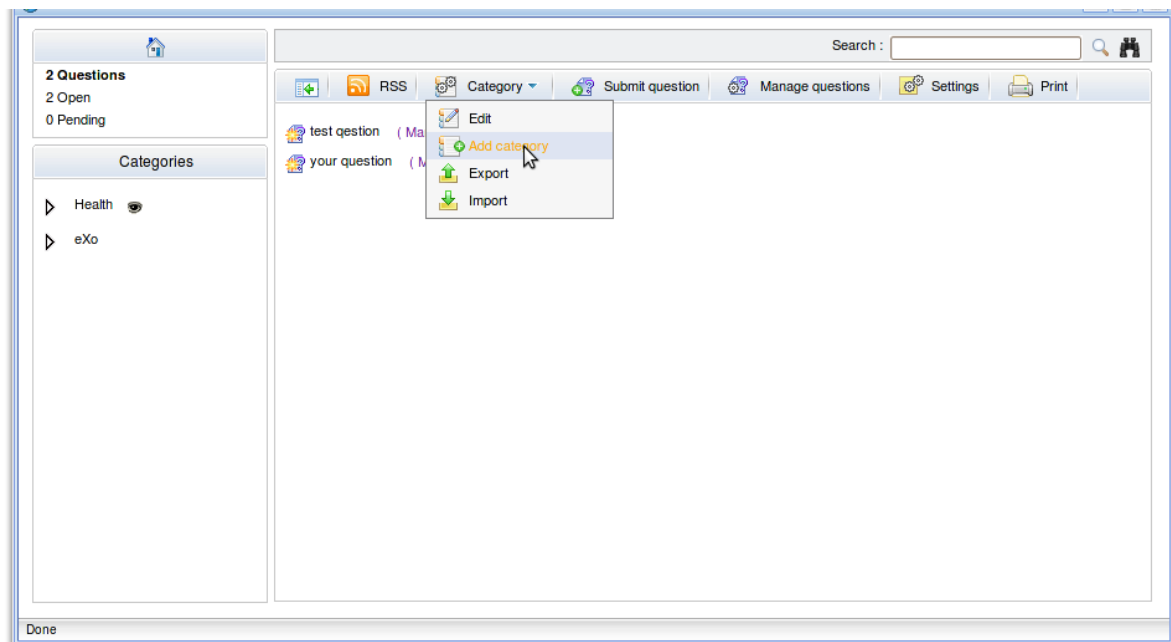 Search :
2 Questions
2 Open
0 Pending
RSS Category Submit question Manage questions Settings Print
Edit
Add category
Export
Import
test qestion ( Ma
your question ( M
Categories
Health
eXo
Done